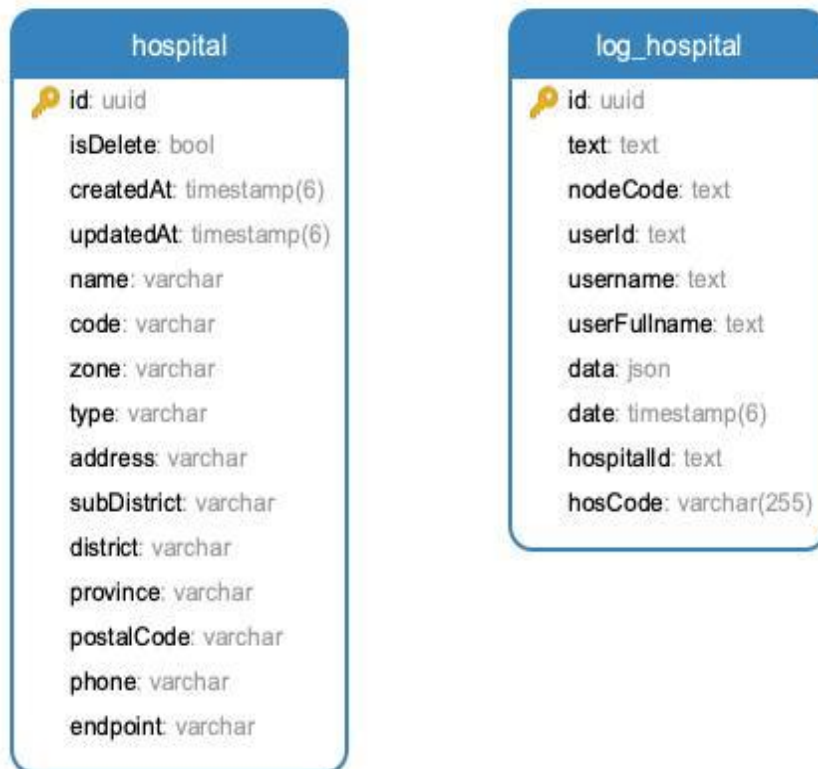 hospital
id: uuid
isDelete: bool
createdAt: timestamp(6)
updatedAt: timestamp(6)
name: varchar
code: varchar
zone: varchar
type: varchar
address: varchar
subDistrict: varchar
district: varchar
province: varchar
postalCode: varchar
phone: varchar
endpoint: varchar
log_hospital
id: uuid
text: text
nodeCode: text
userId: text
username: text
userFullname: text
data: json
date: timestamp(6)
hospitalId: text
hosCode: varchar(255)